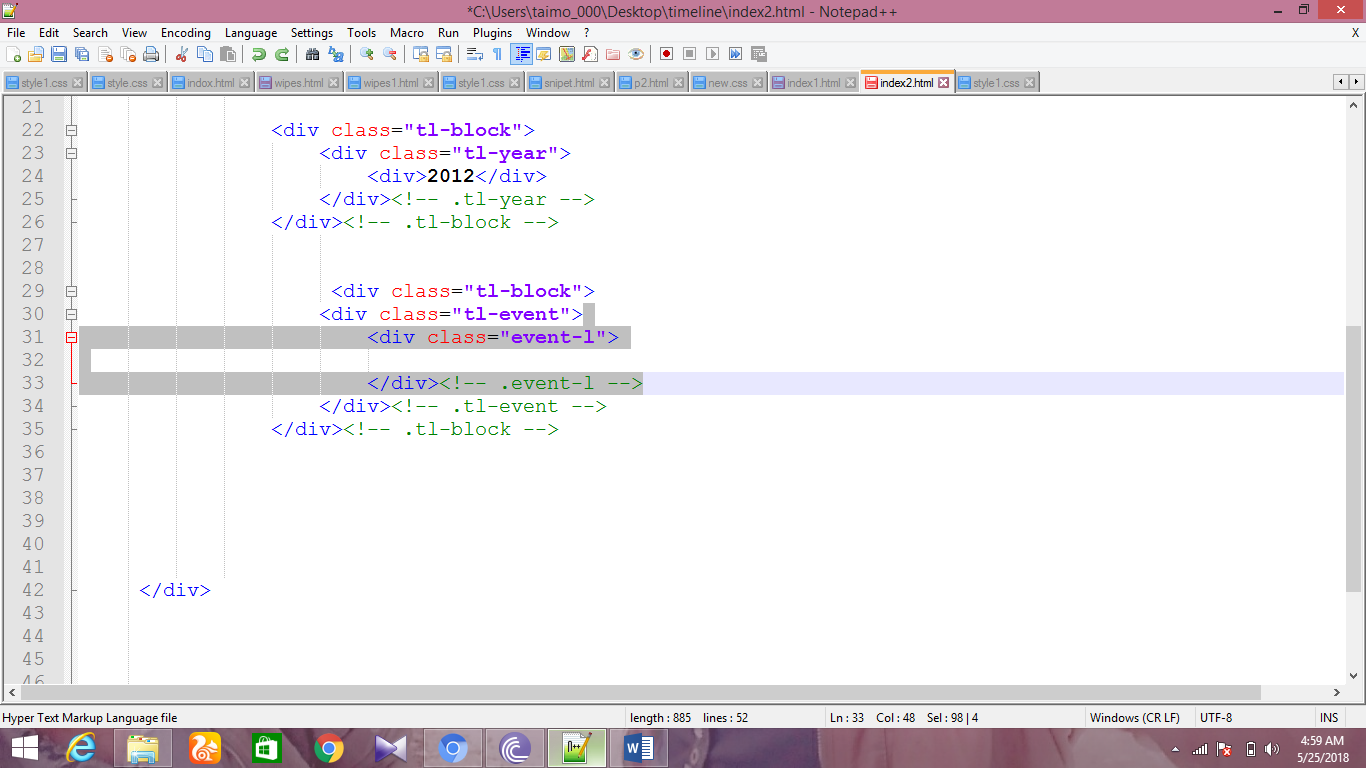 *C:\Users\taimo_000\Desktop\timeline\index2.html - Notepad++
File Edit Search View Encoding Language Settings Tools Macro Run Plugins Window ? X
style1.css style.css indox.html wipes.html wipes1.html style1.css snipet.html p2.html new.css index1.html index2.html style1.css
21
22 <div class="tl-block">
23 <div class="tl-year">
24 <div>2012</div>
25 </div><!-- .tl-year -->
26 </div><!-- .tl-block -->
27
28
29 <div class="tl-block">
30 <div class="tl-event">
31 <div class="event-l">
32
33 </div><!-- .event-l -->
34 </div><!-- .tl-event -->
35 </div><!-- .tl-block -->
36
37
38
39
40
41
42 </div>
43
44
45
46
Hyper Text Markup Language file length : 885 lines : 52 Ln : 33 Col : 48 Sel : 98 | 4 Windows (CR LF) UTF-8 INS
4:59 AM
5/25/2018